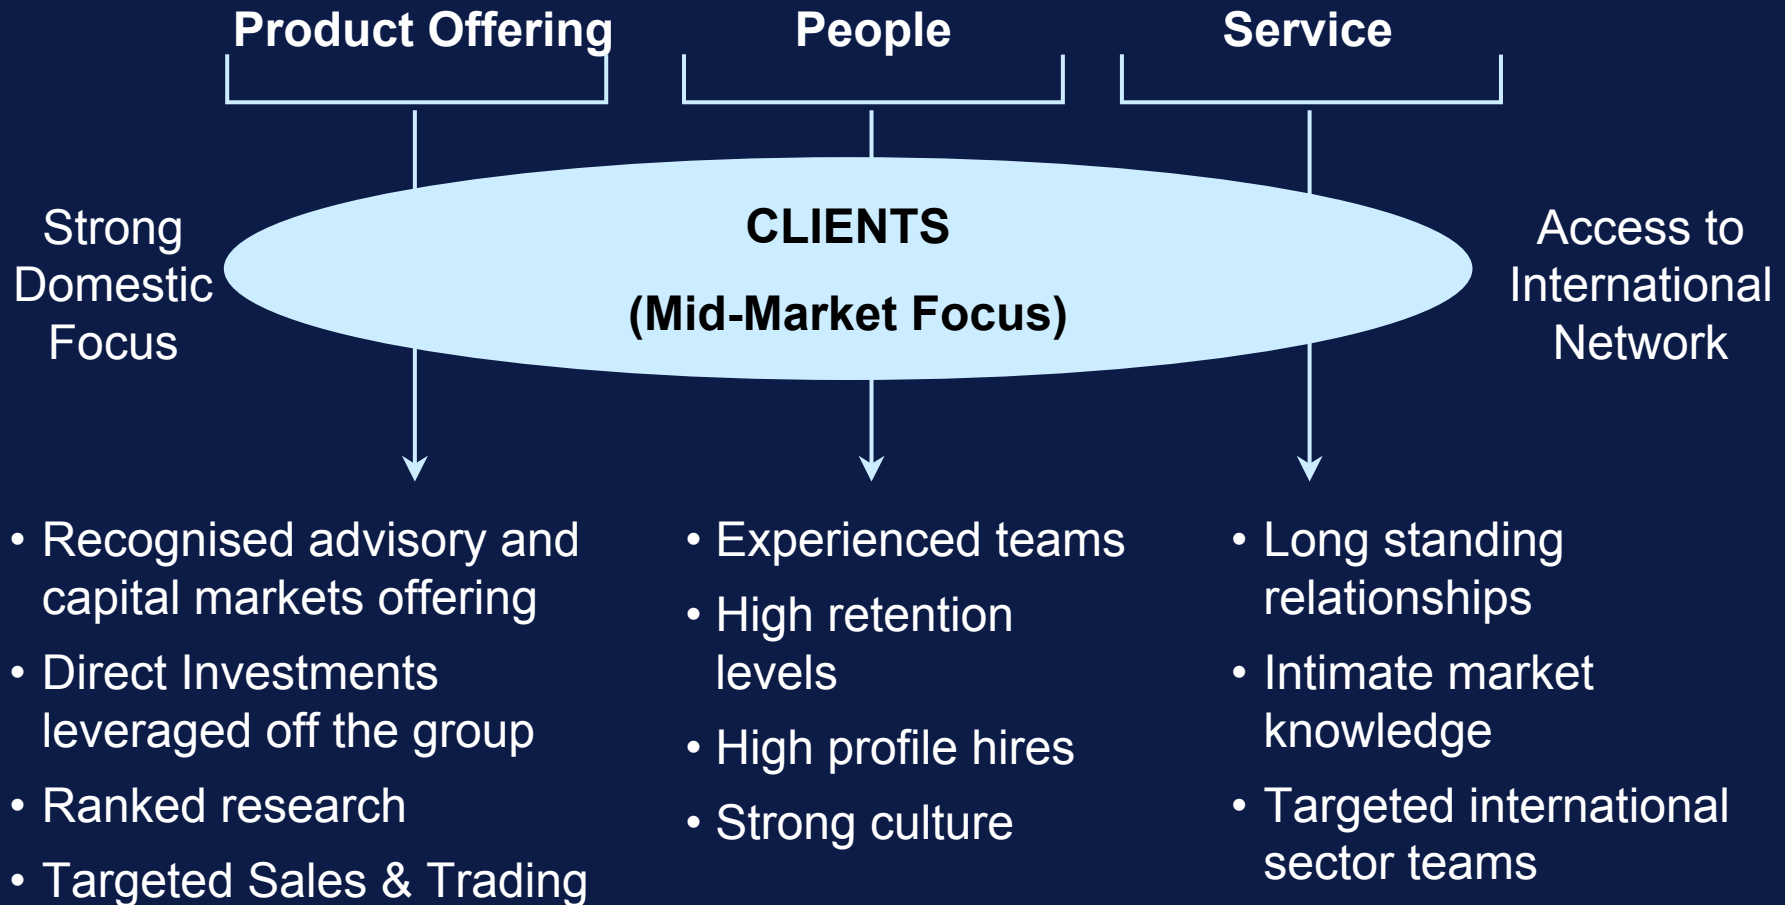 Product Offering
People
Service
Strong
Domestic
Focus
CLIENTS
(Mid-Market Focus)
Access to
International
Network
• Recognised advisory and
capital markets offering
• Direct Investments
leveraged off the group
• Ranked research
• Targeted Sales & Trading
• Experienced teams
• High retention
levels
• High profile hires
• Strong culture
• Long standing
relationships
• Intimate market
knowledge
• Targeted international
sector teams